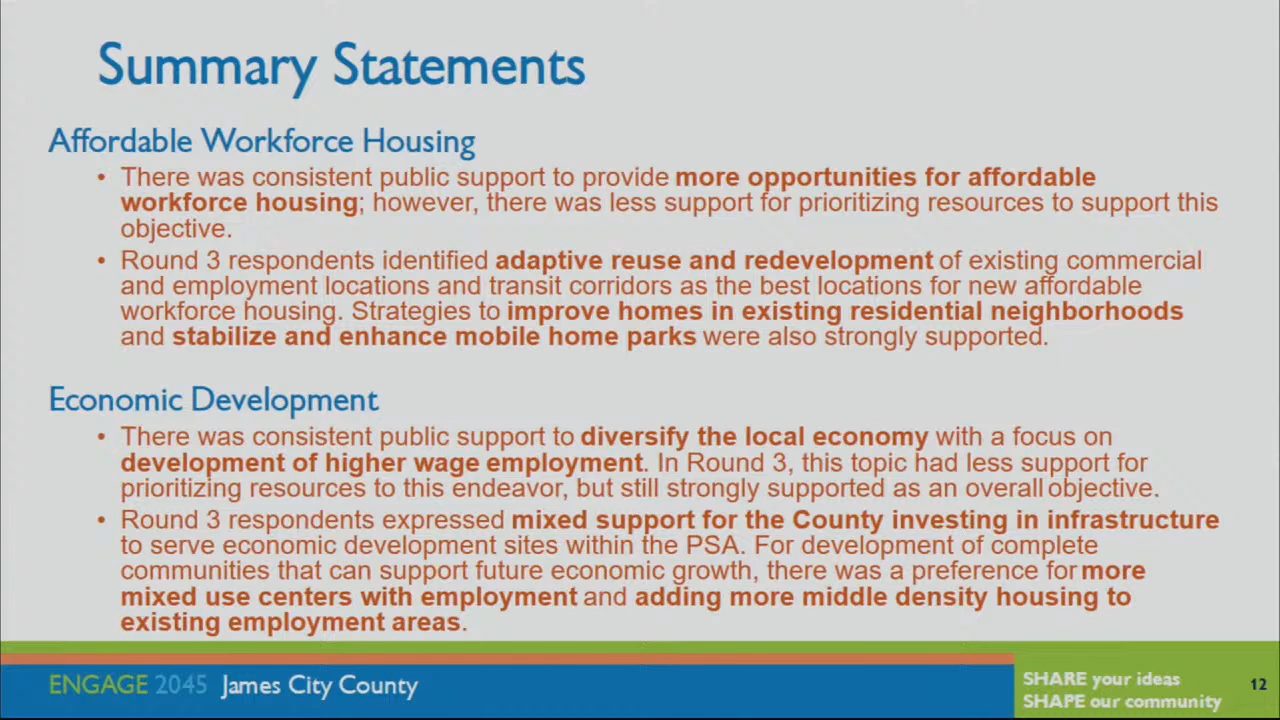 Summary Statements
Affordable Workforce Housing
• There was consistent public support to provide more opportunities for affordable
workforce housing; however, there was less support for prioritizing resources to support this
objective.
• Round 3 respondents identified adaptive reuse and redevelopment of existing commercial
and employment locations and transit corridors as the best locations for new affordable
workforce housing. Strategies to improve homes in existing residential neighborhoods
and stabilize and enhance mobile home parks were also strongly supported.
Economic Development
• There was consistent public support to diversify the local economy with a focus on
development of higher wage employment. In Round 3, this topic had less support for
prioritizing resources to this endeavor, but still strongly supported as an overall objective.
• Round 3 respondents expressed mixed support for the County investing in infrastructure
to serve economic development sites within the PSA. For development of complete
communities that can support future economic growth, there was a preference for more
mixed use centers with employment and adding more middle density housing to
existing employment areas.
ENGAGE 2045 James City County
SHARE your ideas
SHAPE our community
12